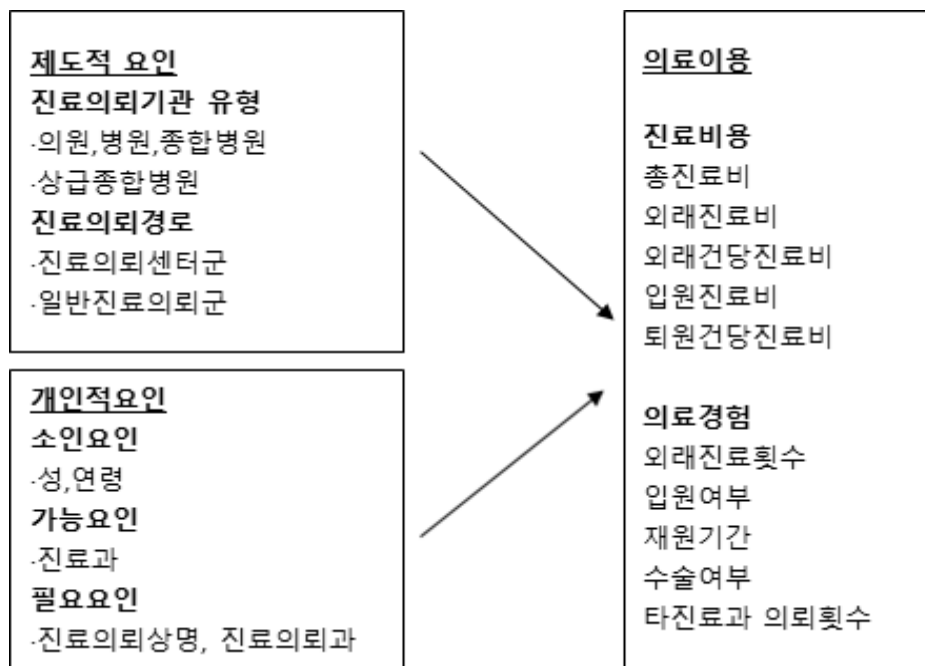 제도적 요인
진료의뢰기관 유형
·의원,병원,종합병원
·상급종합병원
진료의뢰경로
·진료의뢰센터군
·일반진료의뢰군
개인적요인
소인요인
·성,연령
가능요인
·진료과
필요요인
·진료의뢰상명, 진료의뢰과
의료이용
진료비용
총진료비
외래진료비
외래건당진료비
입원진료비
퇴원건당진료비
의료경험
외래진료횟수
입원여부
재원기간
수술여부
타진료과 의뢰횟수